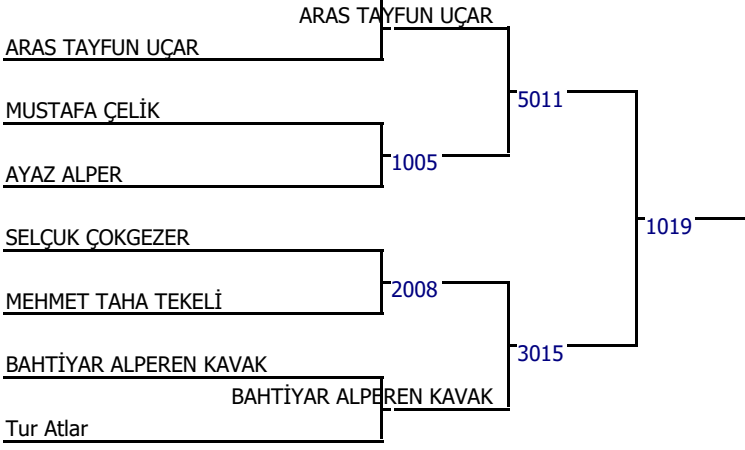 ARAS TAYFUN UÇAR
ARAS TAYFUN UÇAR
5011
MUSTAFA ÇELİK
1005
AYAZ ALPER
1019
SELÇUK ÇOKGEZER
2008
MEHMET TAHA TEKELİ
3015
BAHTİYAR ALPEREN KAVAK
BAHTİYAR ALPEREN KAVAK
Tur Atlar